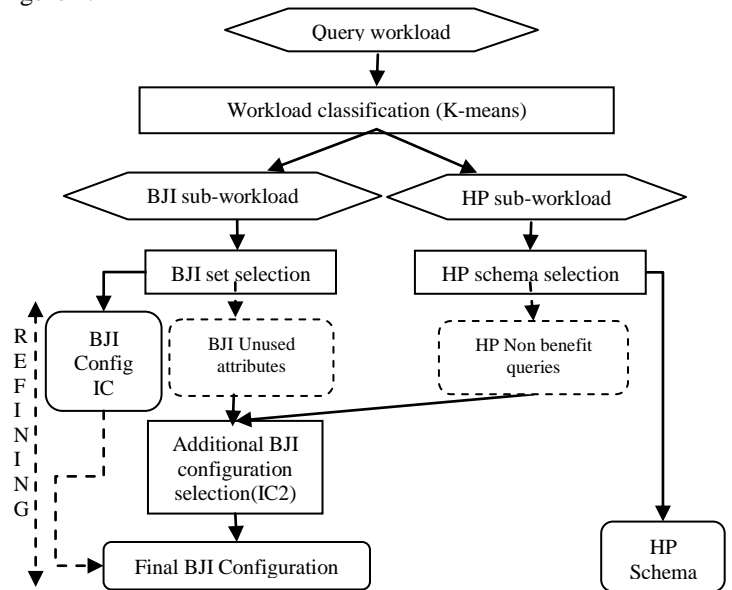 Query workload
Workload classification (K-means)
BJI sub-workload
HP sub-workload
BJI set selection
HP schema selection
R
E
F
I
N
I
N
G
BJI
Config
IC
BJI Unused
attributes
HP Non benefit
queries
Additional BJI
configuration
selection(IC2)
Final BJI Configuration
HP
Schema